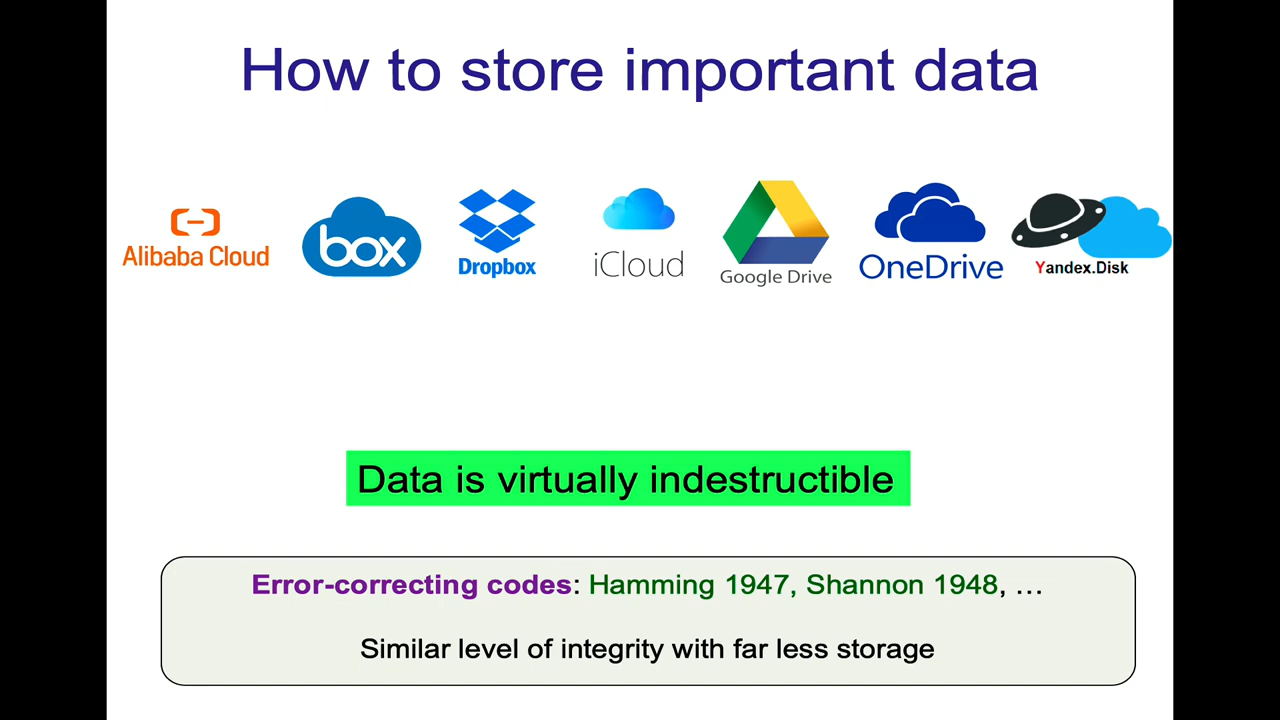 How to store important data
Alibaba Cloud
box
Dropbox
iCloud
Google Drive
OneDrive
Yandex.Disk
Data is virtually indestructible
Error-correcting codes: Hamming 1947, Shannon 1948, …
Similar level of integrity with far less storage